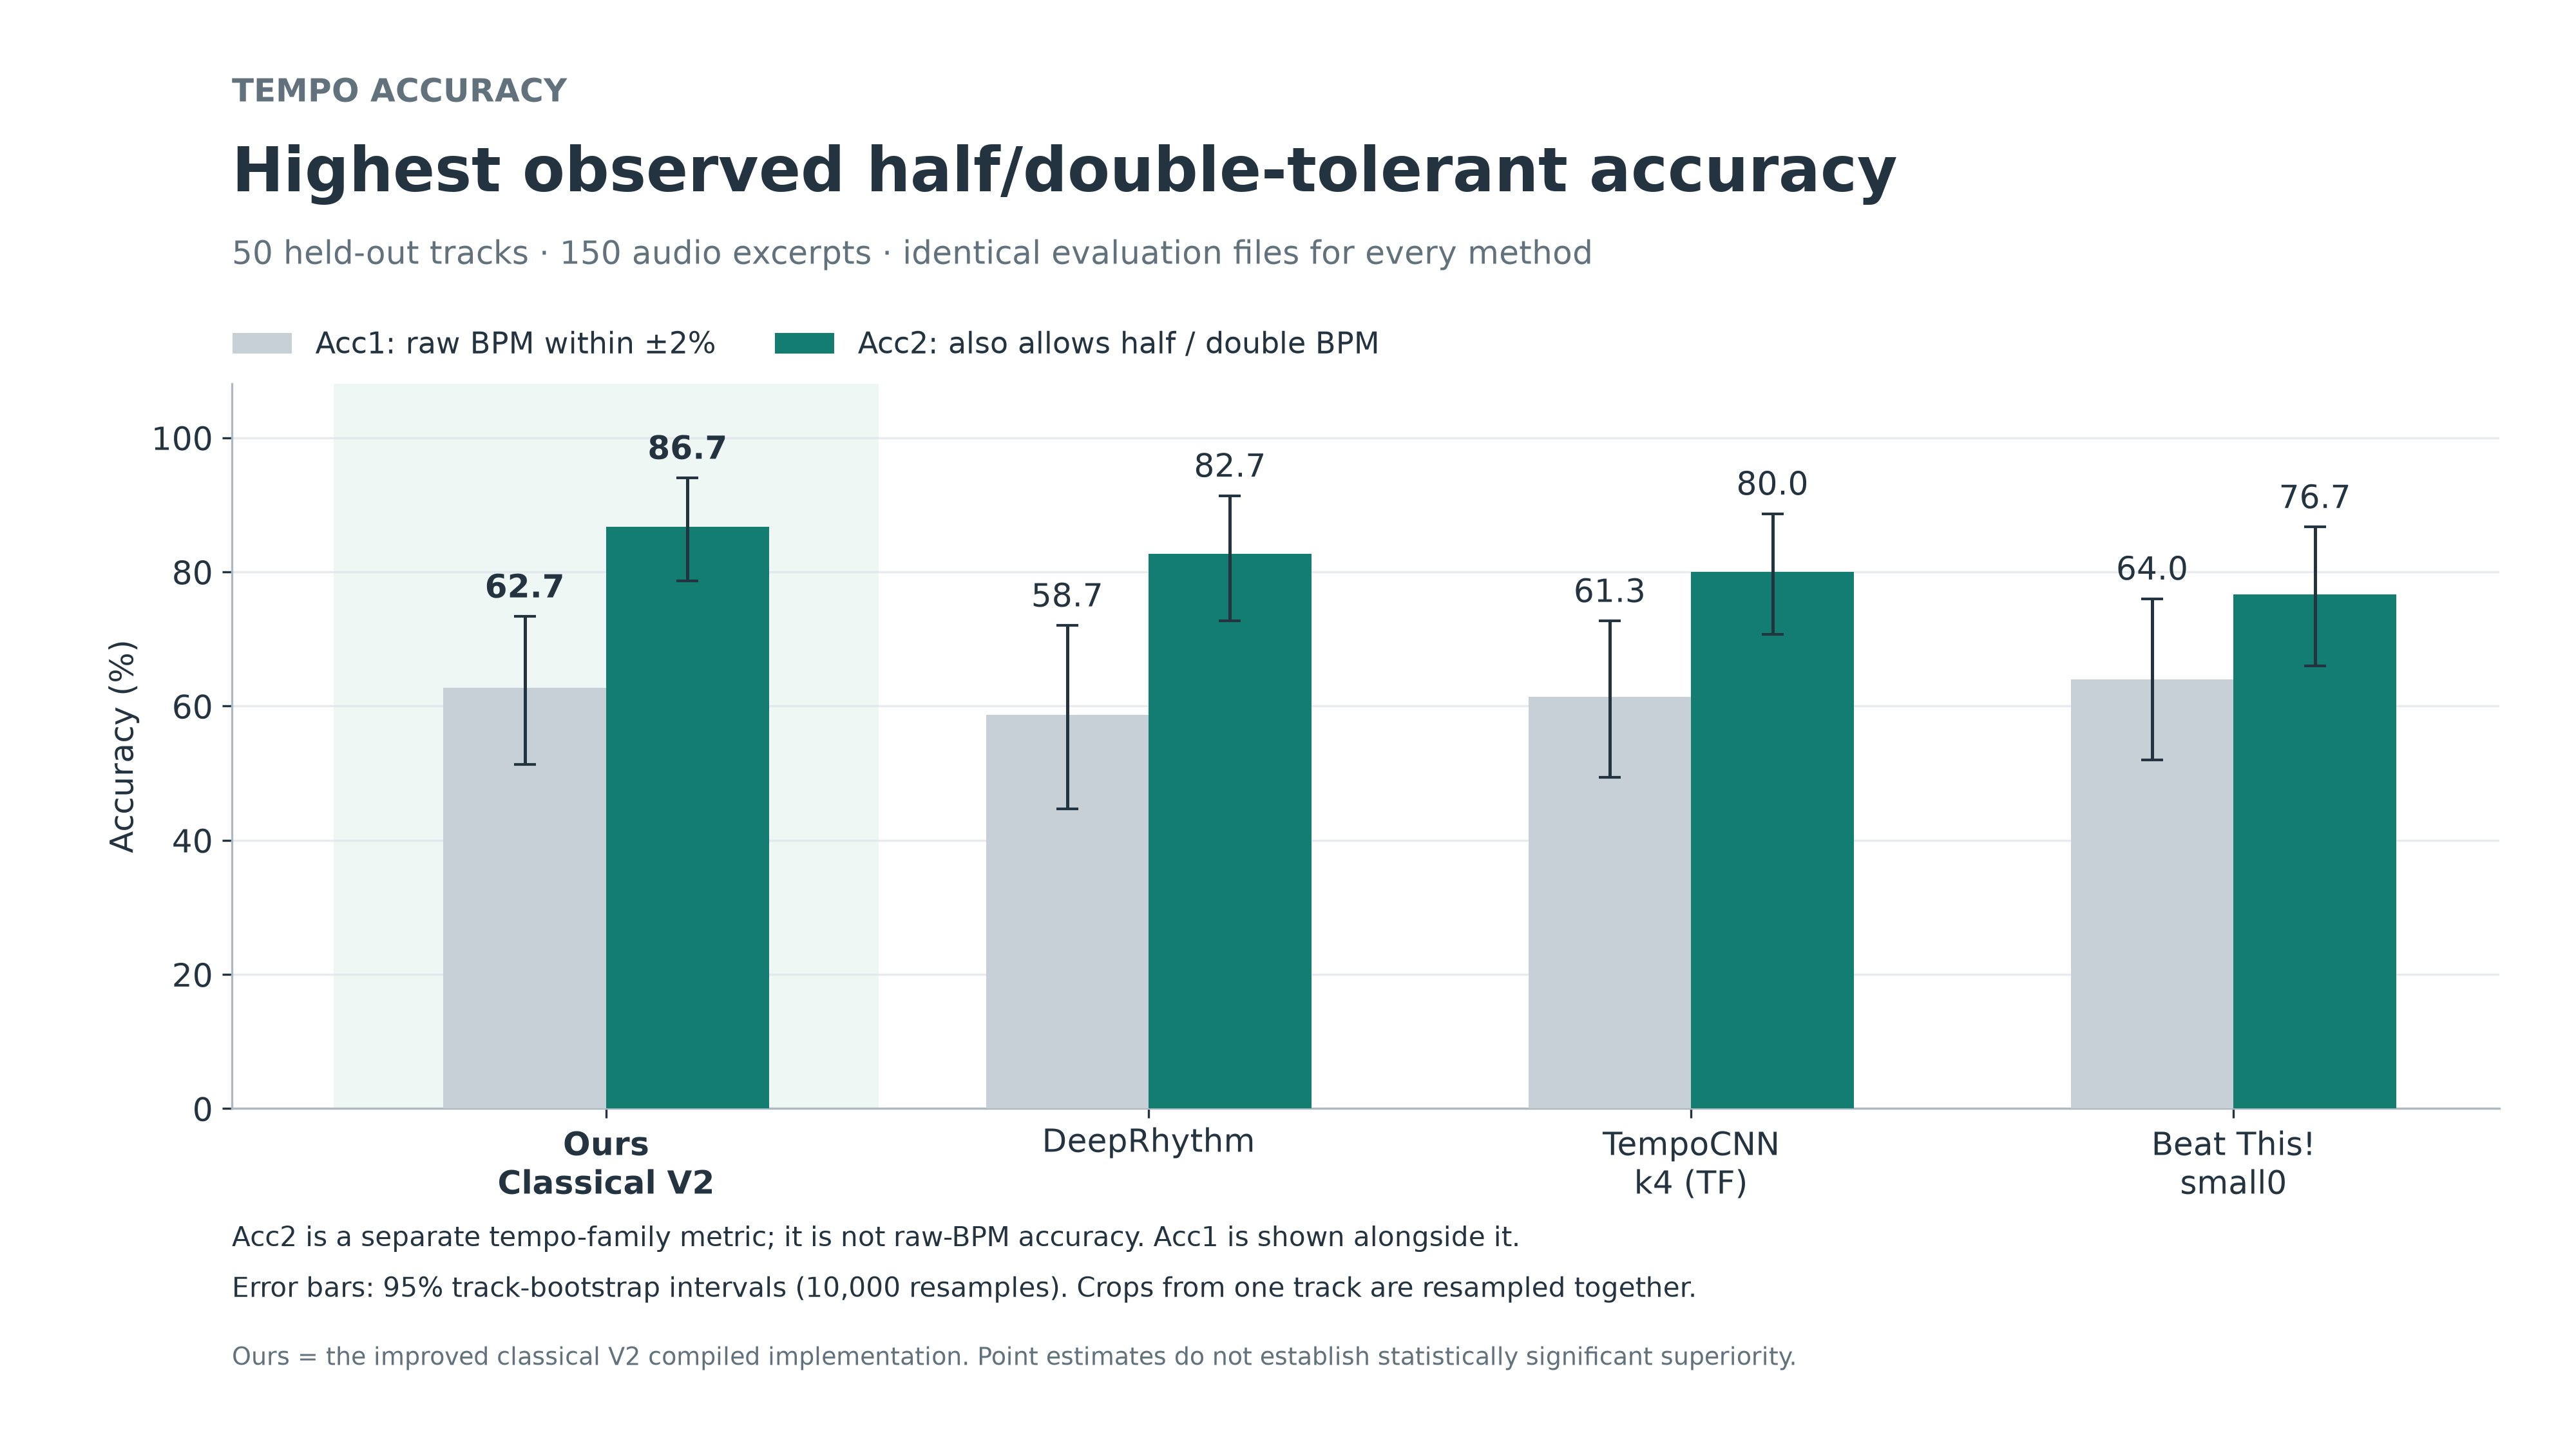 TEMPO ACCURACY
Highest observed half/double-tolerant accuracy
50 held-out tracks · 150 audio excerpts · identical evaluation files for every method
Acc1: raw BPM within ±2%
Acc2: also allows half / double BPM
Accuracy (%)
100
80
60
40
20
0
62.7
86.7
58.7
82.7
61.3
80.0
64.0
76.7
Ours
Classical V2
DeepRhythm
TempoCNN
k4 (TF)
Beat This!
small0
Acc2 is a separate tempo-family metric; it is not raw-BPM accuracy. Acc1 is shown alongside it.
Error bars: 95% track-bootstrap intervals (10,000 resamples). Crops from one track are resampled together.
Ours = the improved classical V2 compiled implementation. Point estimates do not establish statistically significant superiority.